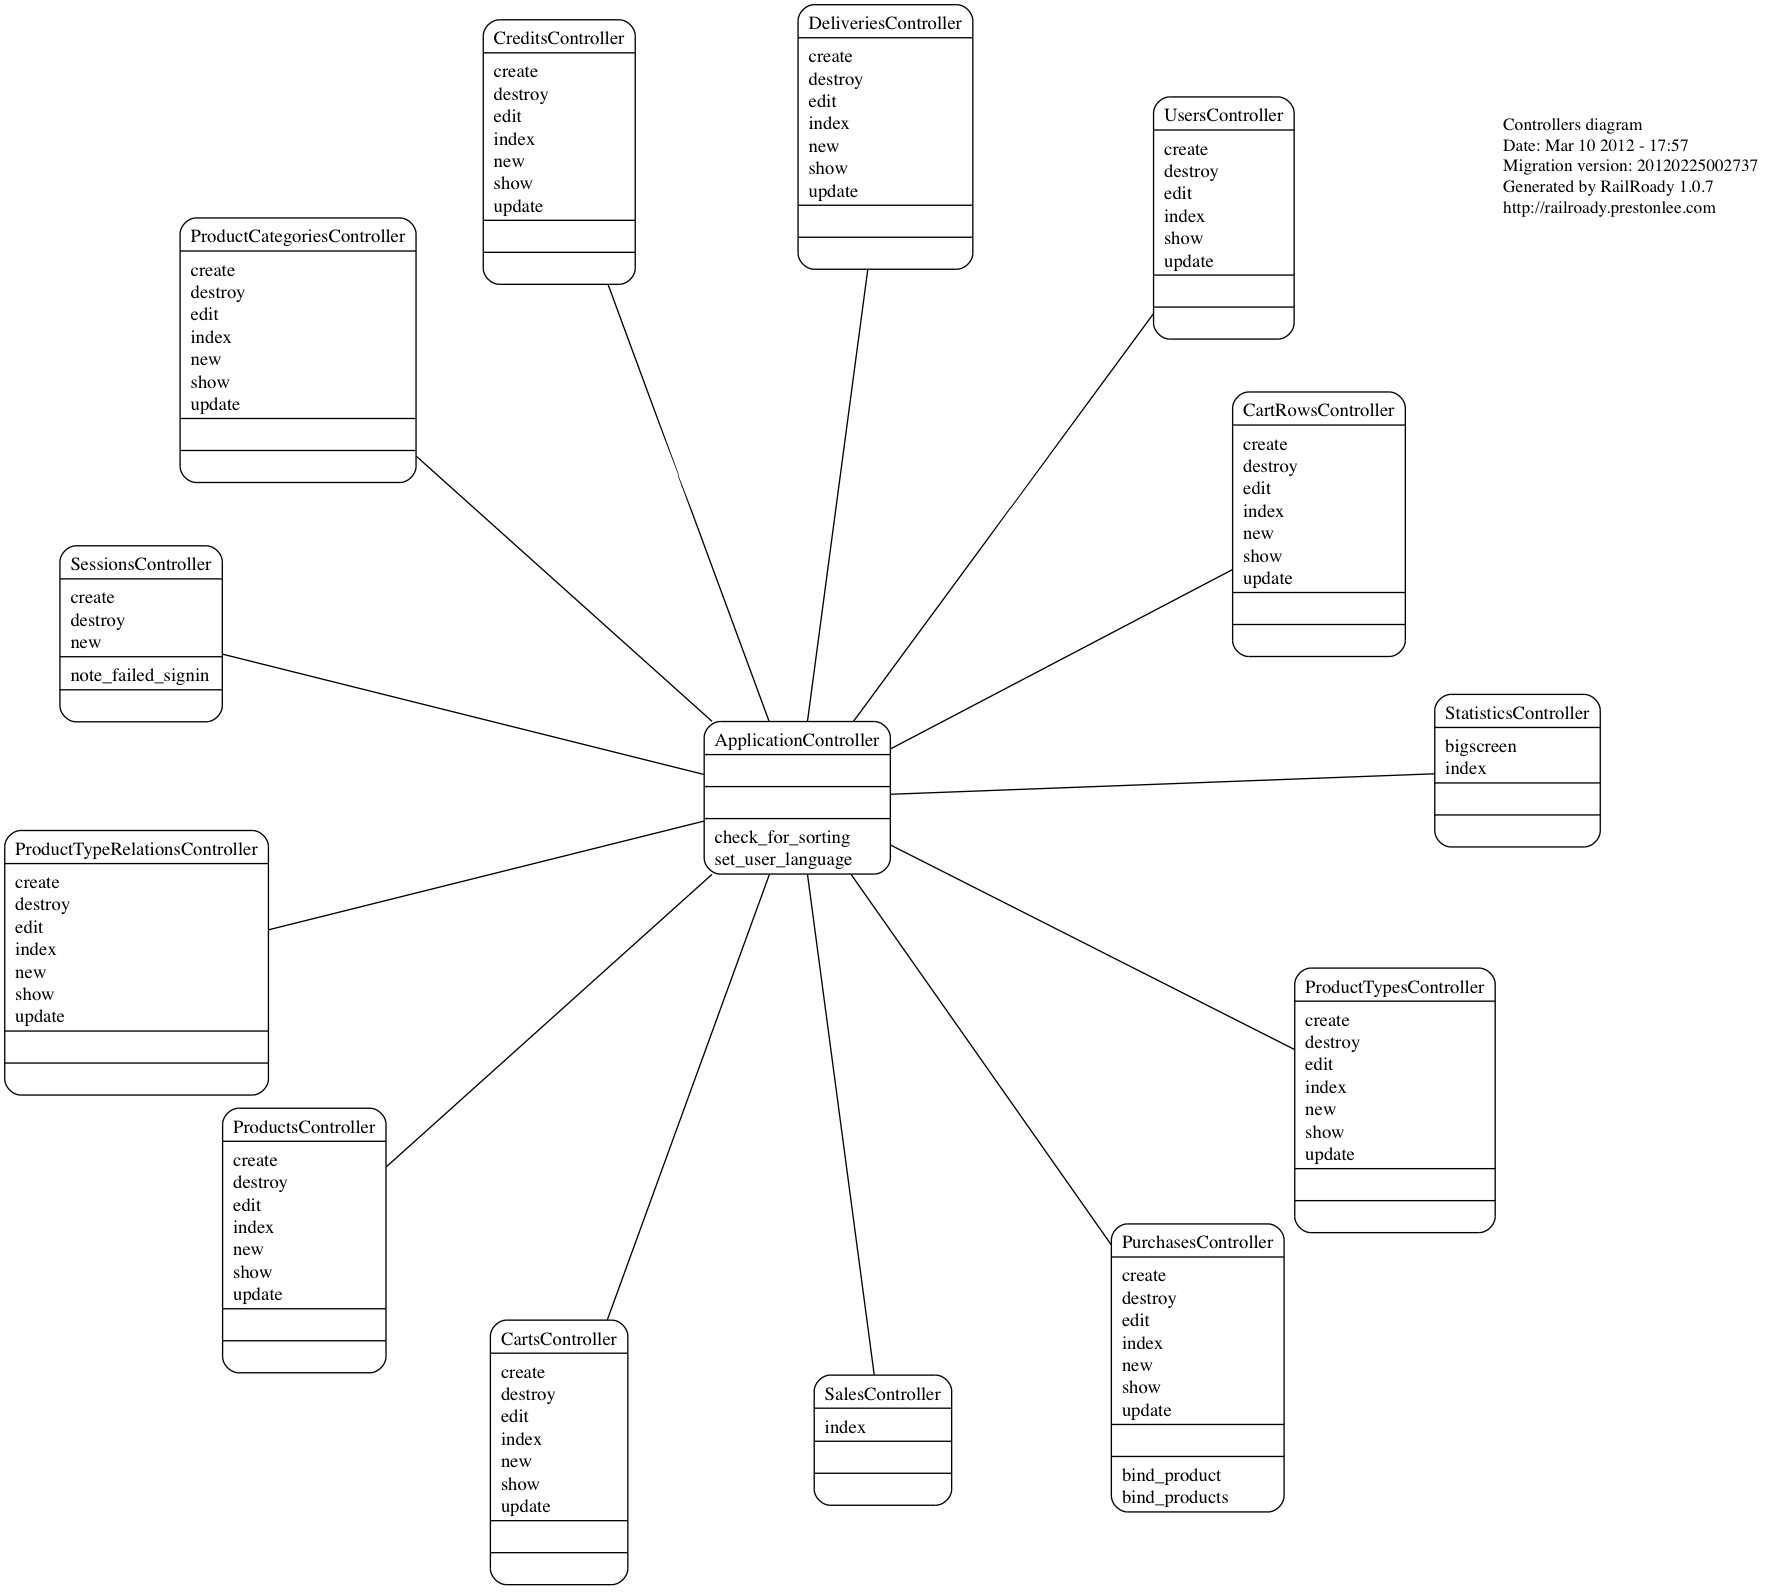 DeliveriesController
create
destroy
edit
index
new
show
update
CreditsController
create
destroy
edit
index
new
show
update
UsersController
create
destroy
edit
index
show
update
Controllers diagram
Date: Mar 10 2012 - 17:57
Migration version: 20120225002737
Generated by RailRoady 1.0.7
http://railroady.prestonlee.com
ProductCategoriesController
create
destroy
edit
index
new
show
update
CartRowsController
create
destroy
edit
index
new
show
update
SessionsController
create
destroy
new
note_failed_signin
StatisticsController
bigscreen
index
ApplicationController
check_for_sorting
set_user_language
ProductTypeRelationsController
create
destroy
edit
index
new
show
update
ProductTypesController
create
destroy
edit
index
new
show
update
ProductsController
create
destroy
edit
index
new
show
update
PurchasesController
create
destroy
edit
index
new
show
update
bind_product
bind_products
CartsController
create
destroy
edit
index
new
show
update
SalesController
index